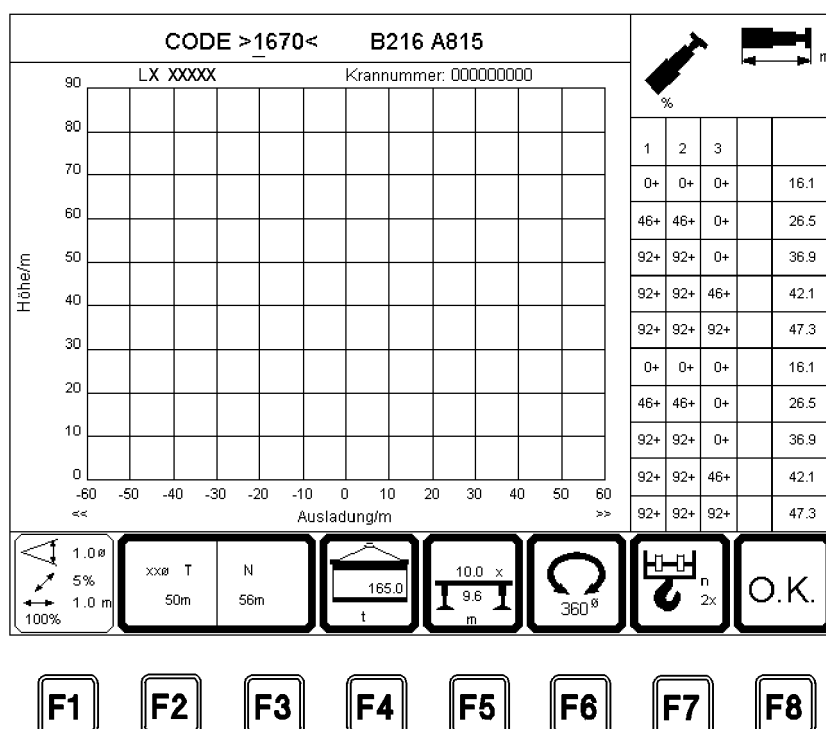 CODE >1670< B216 A815
LX XXXXX Krannummer: 000000000
Höhe/m
90
80
70
60
50
40
30
20
10
0
-60 -50 -40 -30 -20 -10 0 10 20 30 40 50 60
<< Ausladung/m >>
%
1 2 3
0+ 0+ 0+ 16.1
46+ 46+ 0+ 26.5
92+ 92+ 0+ 36.9
92+ 92+ 46+ 42.1
92+ 92+ 92+ 47.3
0+ 0+ 0+ 16.1
46+ 46+ 0+ 26.5
92+ 92+ 0+ 36.9
92+ 92+ 46+ 42.1
92+ 92+ 92+ 47.3
1.0ø
5%
1.0 m
100%
xxø T N
50m 56m
165.0
t
10.0 x
9.6
m
360ø
n
2x
O.K.
F1 F2 F3 F4 F5 F6 F7 F8